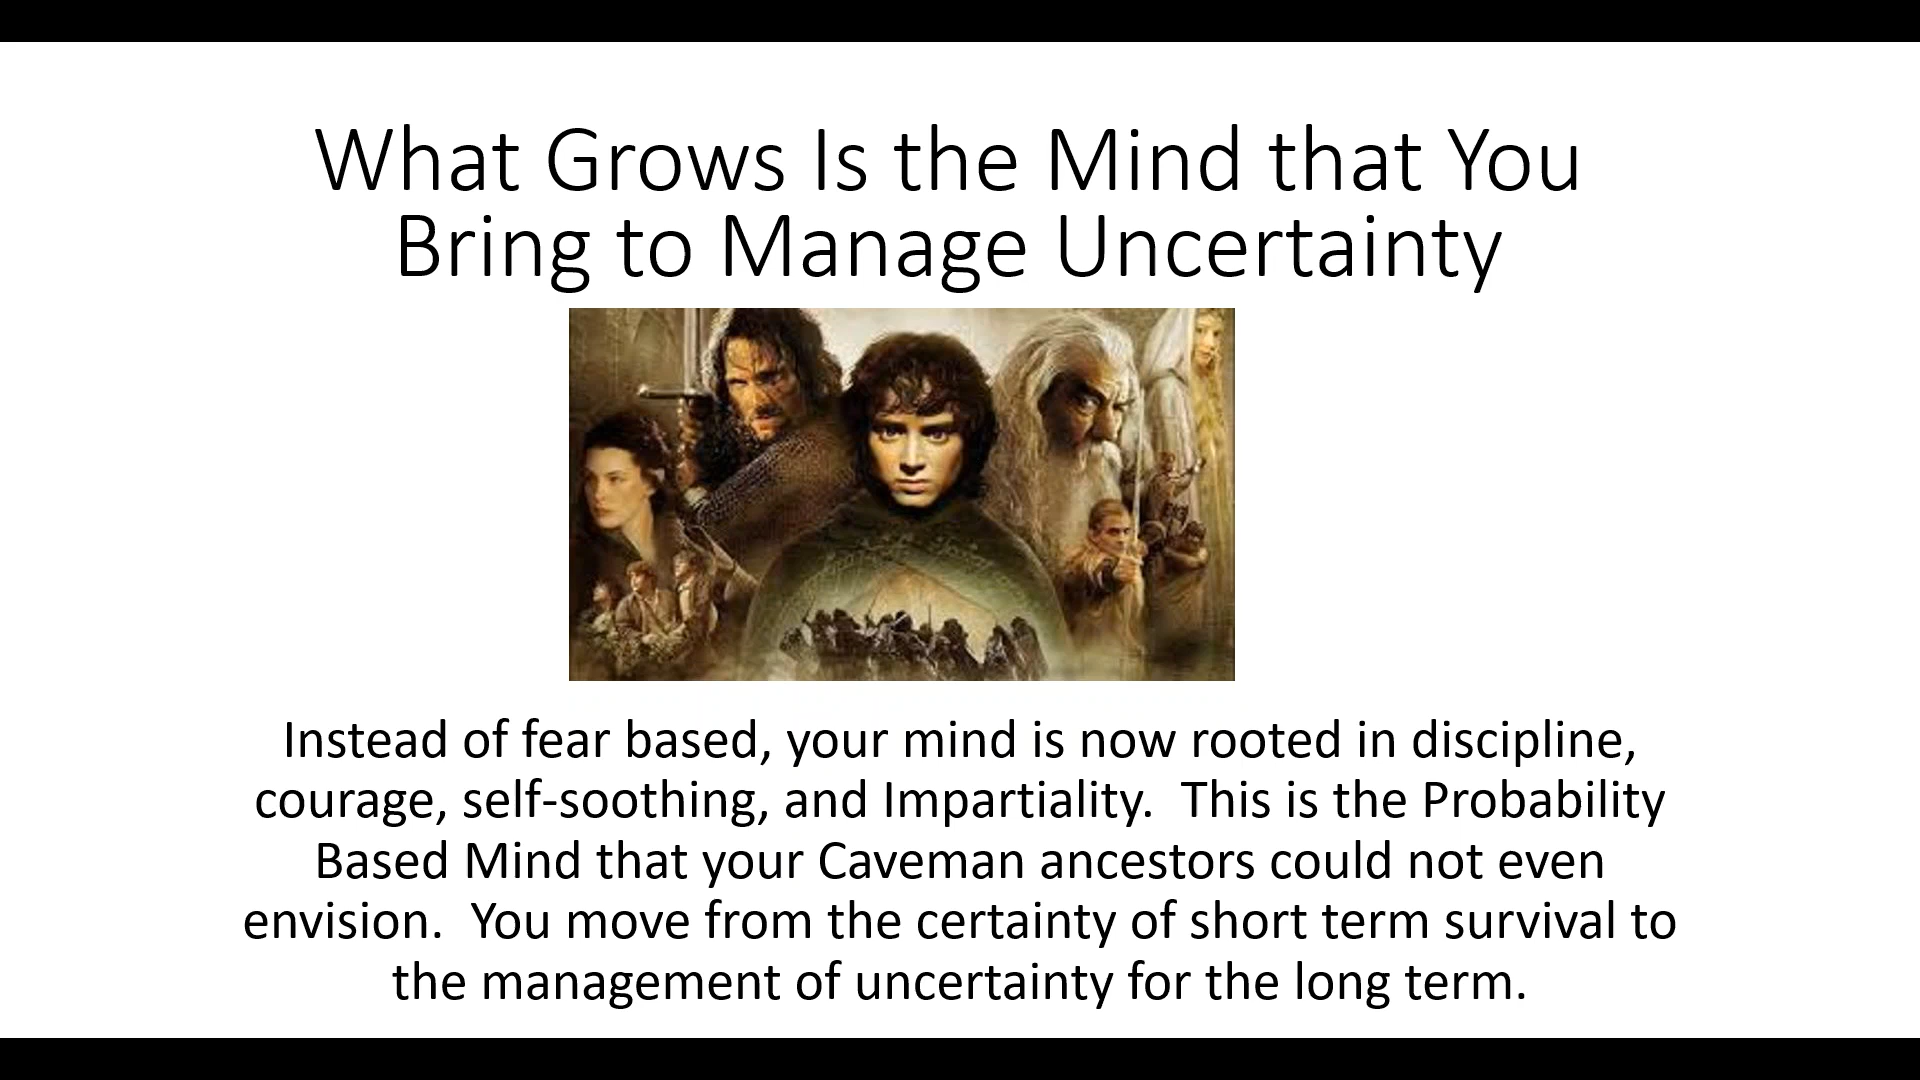 What Grows Is the Mind that You
Bring to Manage Uncertainty
Instead of fear based, your mind is now rooted in discipline,
courage, self-soothing, and Impartiality.  This is the Probability
Based Mind that your Caveman ancestors could not even
envision.  You move from the certainty of short term survival to
the management of uncertainty for the long term.